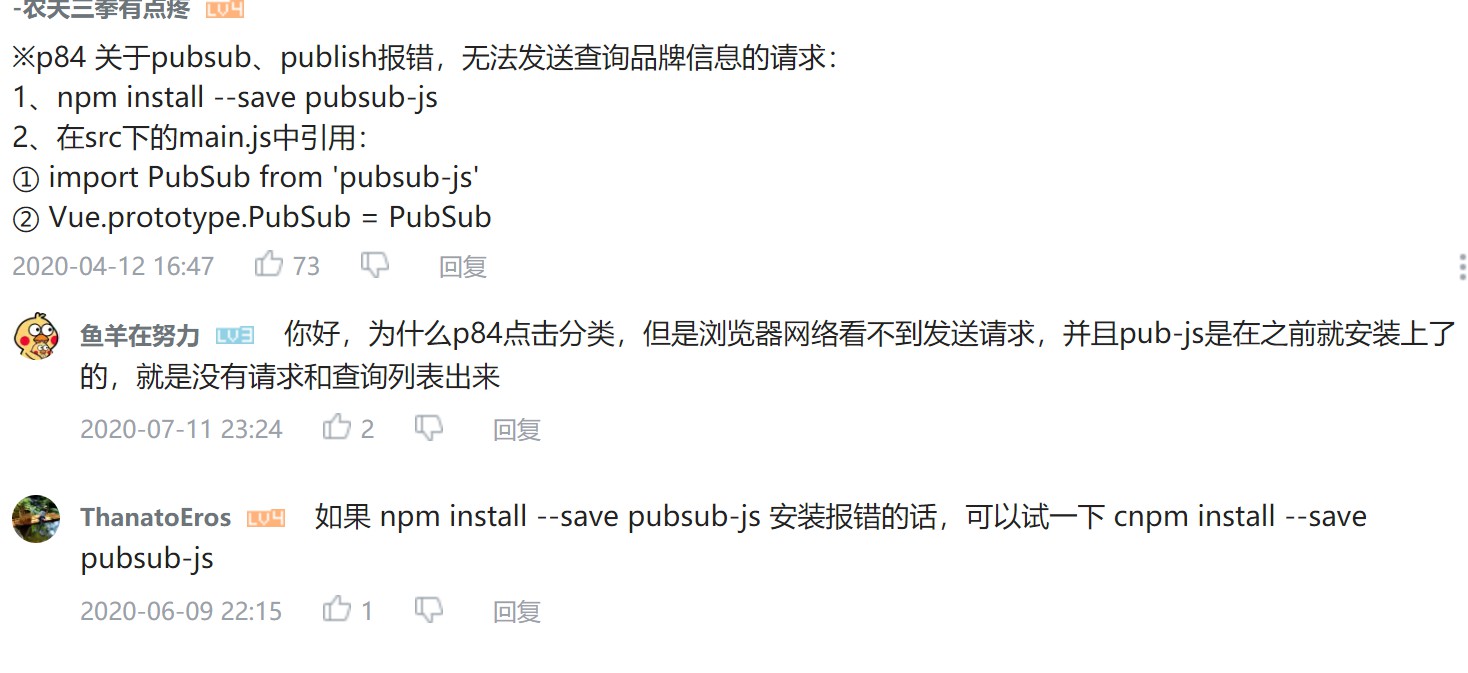 -农夫三拳有点疼 LV4
※p84 关于pubsub、publish报错，无法发送查询品牌信息的请求：
1、npm install --save pubsub-js
2、在src下的main.js中引用：
① import PubSub from 'pubsub-js'
② Vue.prototype.PubSub = PubSub
2020-04-12 16:47 73 回复
鱼羊在努力 LV3 你好，为什么p84点击分类，但是浏览器网络看不到发送请求，并且pub-js是在之前就安装上了
的，就是没有请求和查询列表出来
2020-07-11 23:24 2 回复
ThanatoEros LV4 如果 npm install --save pubsub-js 安装报错的话，可以试一下 cnpm install --save
pubsub-js
2020-06-09 22:15 1 回复